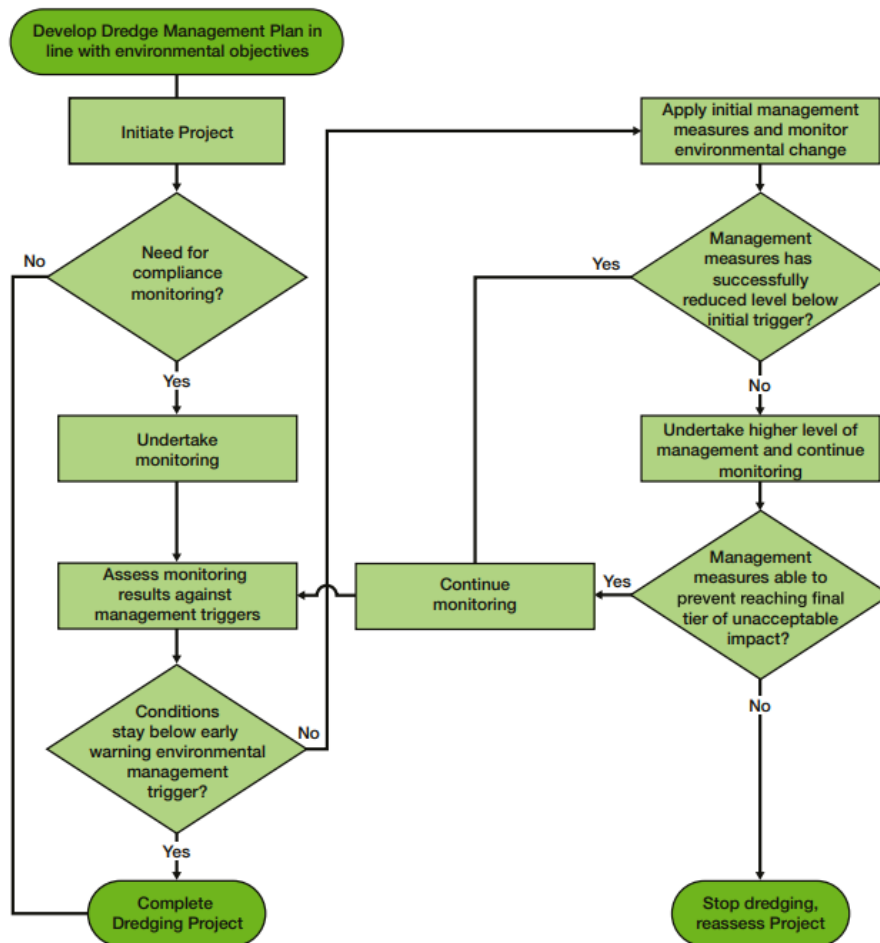 Develop Dredge Management Plan in
line with environmental objectives
Initiate Project
No
Need for
compliance
monitoring?
Yes
Undertake
monitoring
Assess monitoring
results against
management triggers
Conditions
stay below early
warning environmental
management
trigger?
No
Yes
Complete
Dredging Project
Apply initial management
measures and monitor
environmental change
Management
measures has
successfully
reduced level below
initial trigger?
Yes
No
Undertake higher level of
management and continue
monitoring
Management
measures able to
prevent reaching final
tier of unacceptable
impact?
Yes
Continue
monitoring
No
Stop dredging,
reassess Project